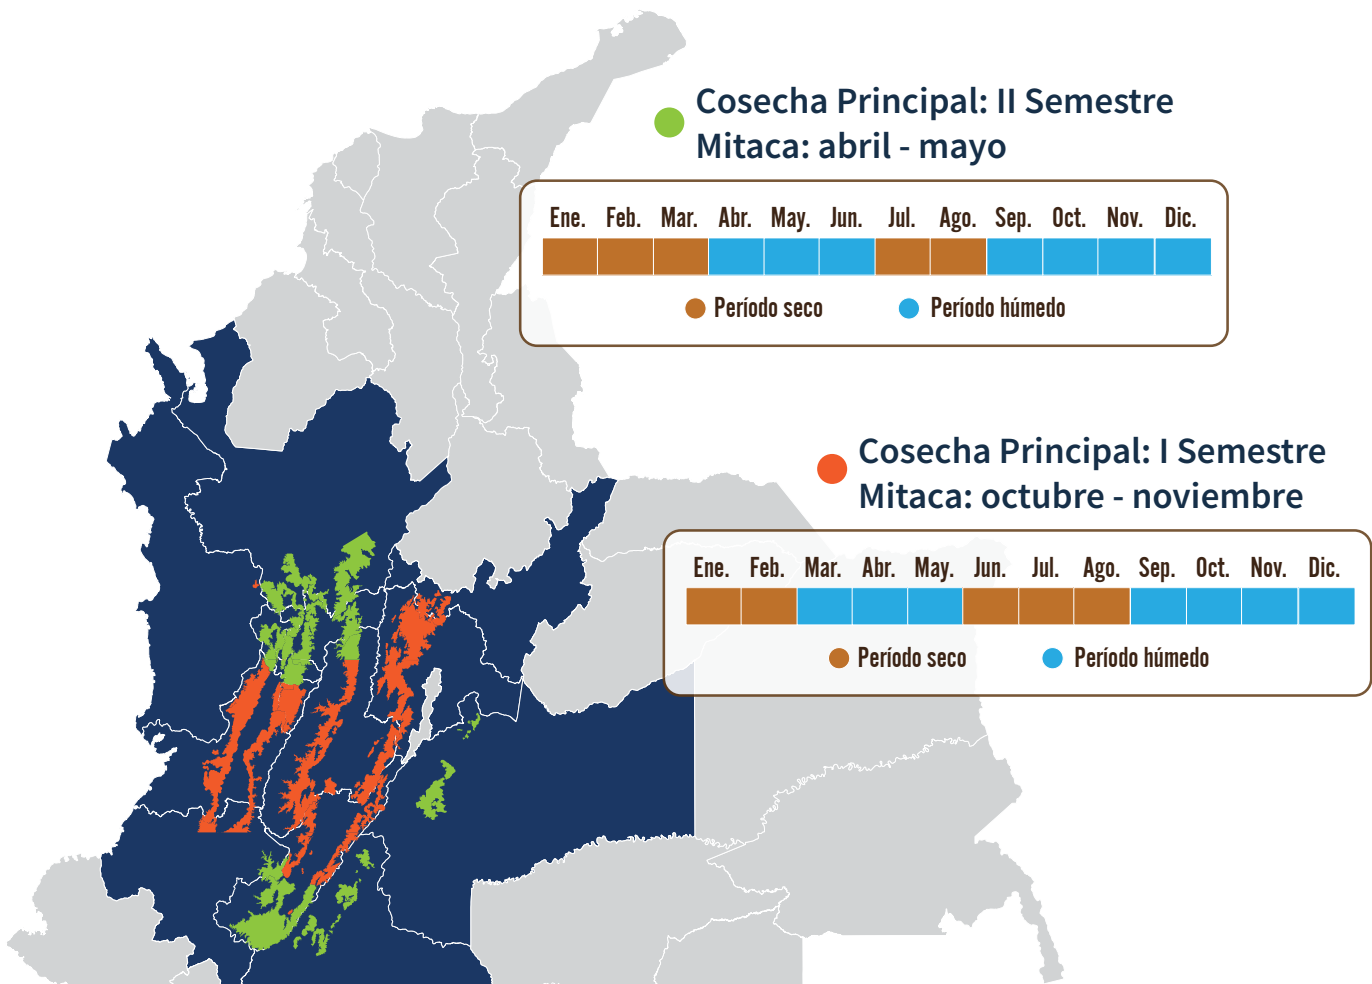 Cosecha Principal: II Semestre
Mitaca: abril - mayo
Ene. Feb. Mar. Abr. May. Jun. Jul. Ago. Sep. Oct. Nov. Dic.
Período seco Período húmedo
Cosecha Principal: I Semestre
Mitaca: octubre - noviembre
Ene. Feb. Mar. Abr. May. Jun. Jul. Ago. Sep. Oct. Nov. Dic.
Período seco Período húmedo